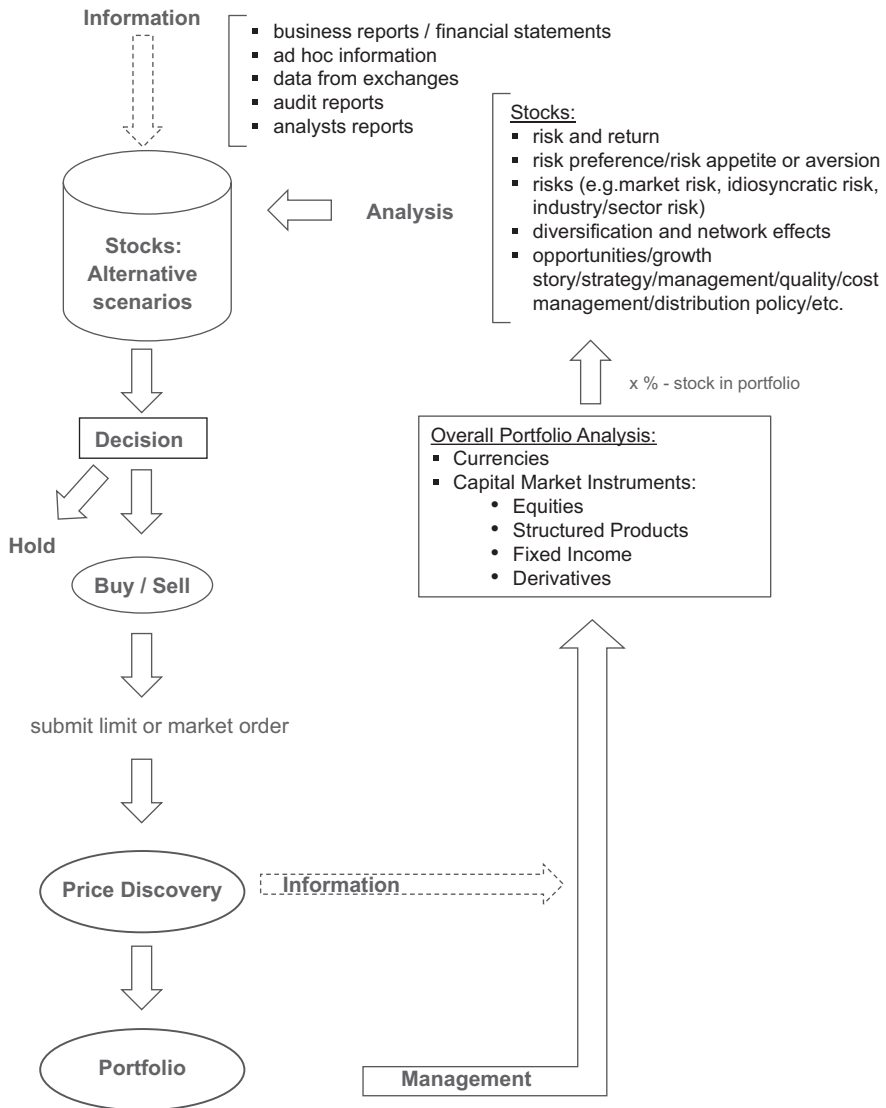 Information
▪ business reports / financial statements
▪ ad hoc information
▪ data from exchanges
▪ audit reports
▪ analysts reports
Stocks:
▪ risk and return
▪ risk preference/risk appetite or aversion
▪ risks (e.g.market risk, idiosyncratic risk,
industry/sector risk)
▪ diversification and network effects
▪ opportunities/growth
story/strategy/management/quality/cost
management/distribution policy/etc.
Analysis
Stocks:
Alternative
scenarios
x % - stock in portfolio
Decision
Overall Portfolio Analysis:
▪ Currencies
▪ Capital Market Instruments:
• Equities
• Structured Products
• Fixed Income
• Derivatives
Hold
Buy / Sell
submit limit or market order
Price Discovery
Information
Portfolio
Management